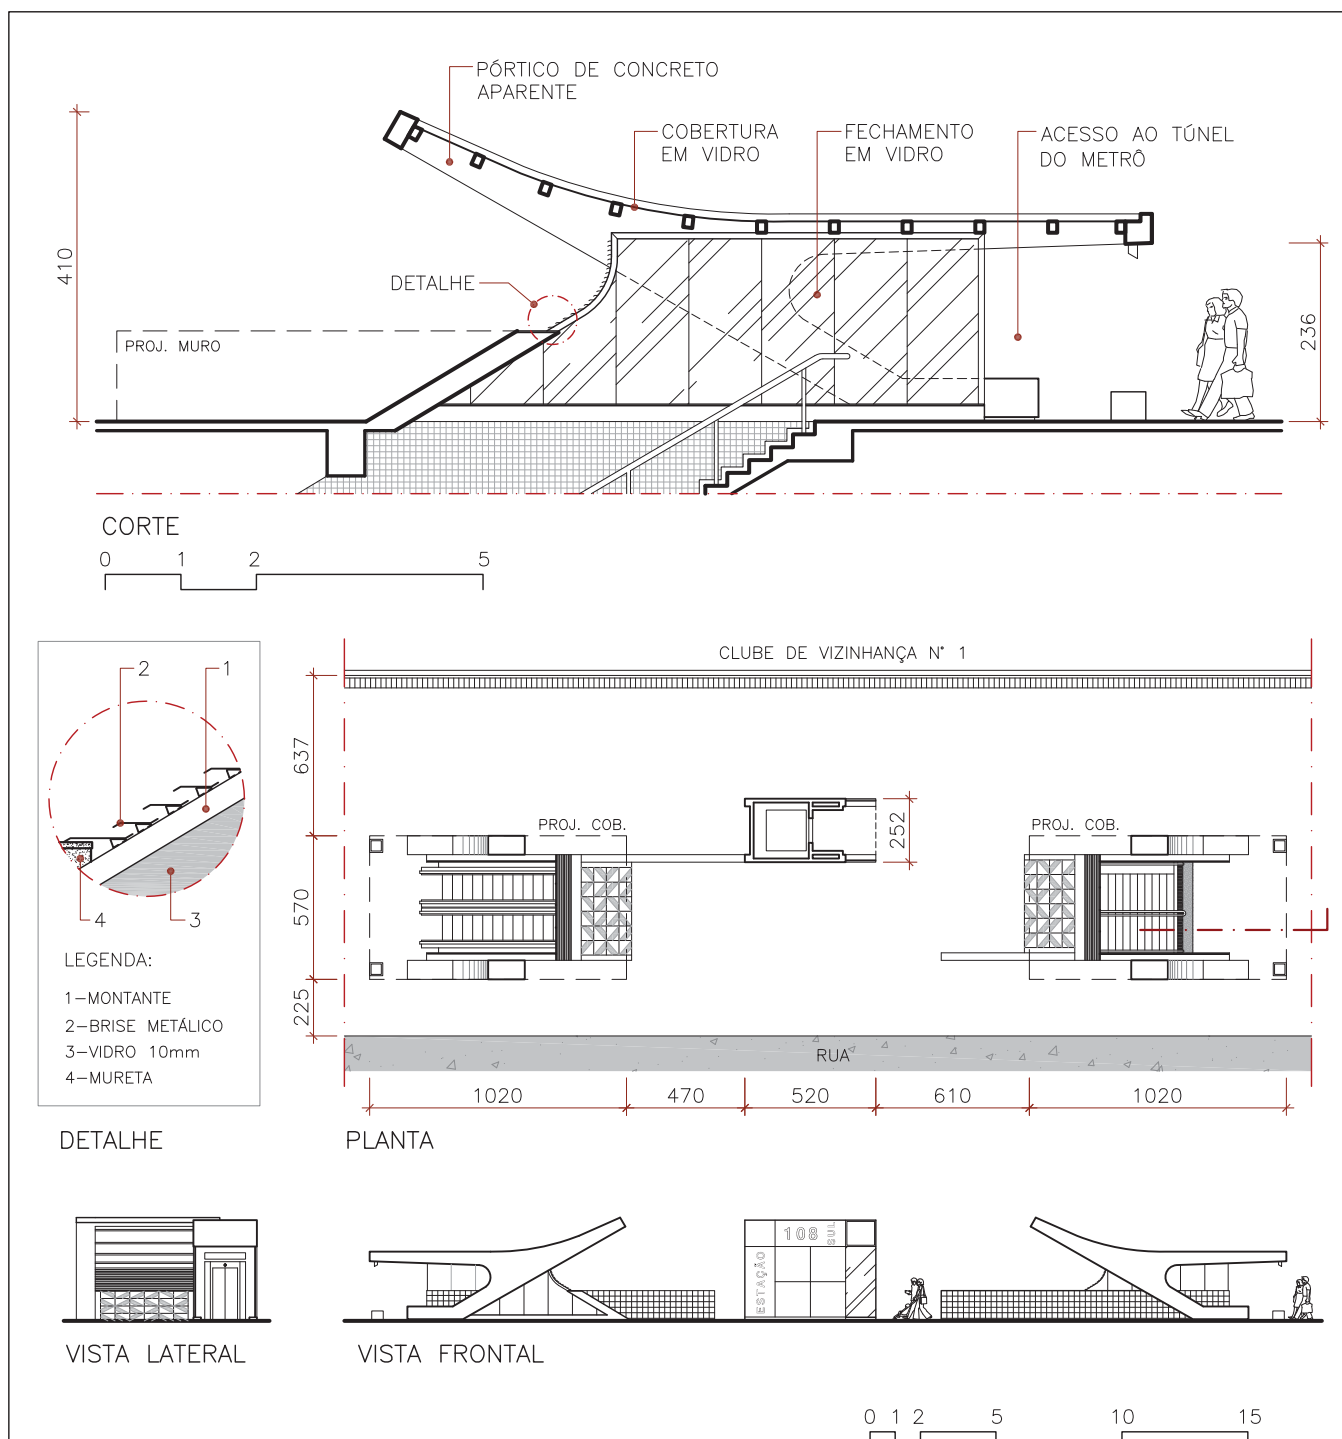 PÓRTICO DE CONCRETO
APARENTE
COBERTURA
EM VIDRO
FECHAMENTO
EM VIDRO
ACESSO AO TÚNEL
DO METRÔ
410
DETALHE
PROJ. MURO
236
CORTE
0 1 2 5
2 1
4 3
LEGENDA:
1-MONTANTE
2-BRISE METÁLICO
3-VIDRO 10mm
4-MURETA
DETALHE
CLUBE DE VIZINHANÇA N° 1
637
570
225
PROJ. COB.
252
PROJ. COB.
RUA
1020 470 520 610 1020
PLANTA
VISTA LATERAL
ESTAÇÃO
108
SUL
VISTA FRONTAL
0 1 2 5 10 15